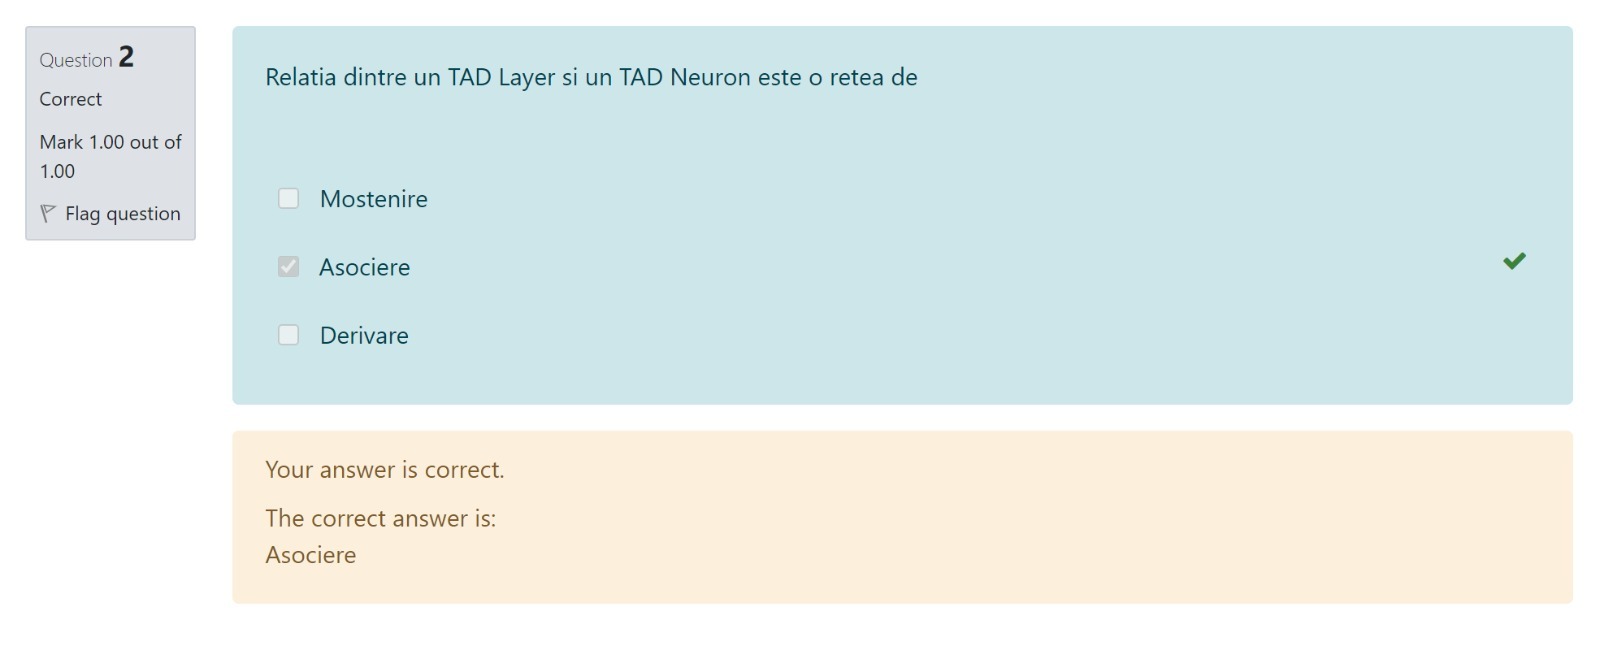 Question 2
Correct
Mark 1.00 out of
1.00
Flag question
Relatia dintre un TAD Layer si un TAD Neuron este o retea de
Mostenire
Asociere
Derivare
Your answer is correct.
The correct answer is:
Asociere